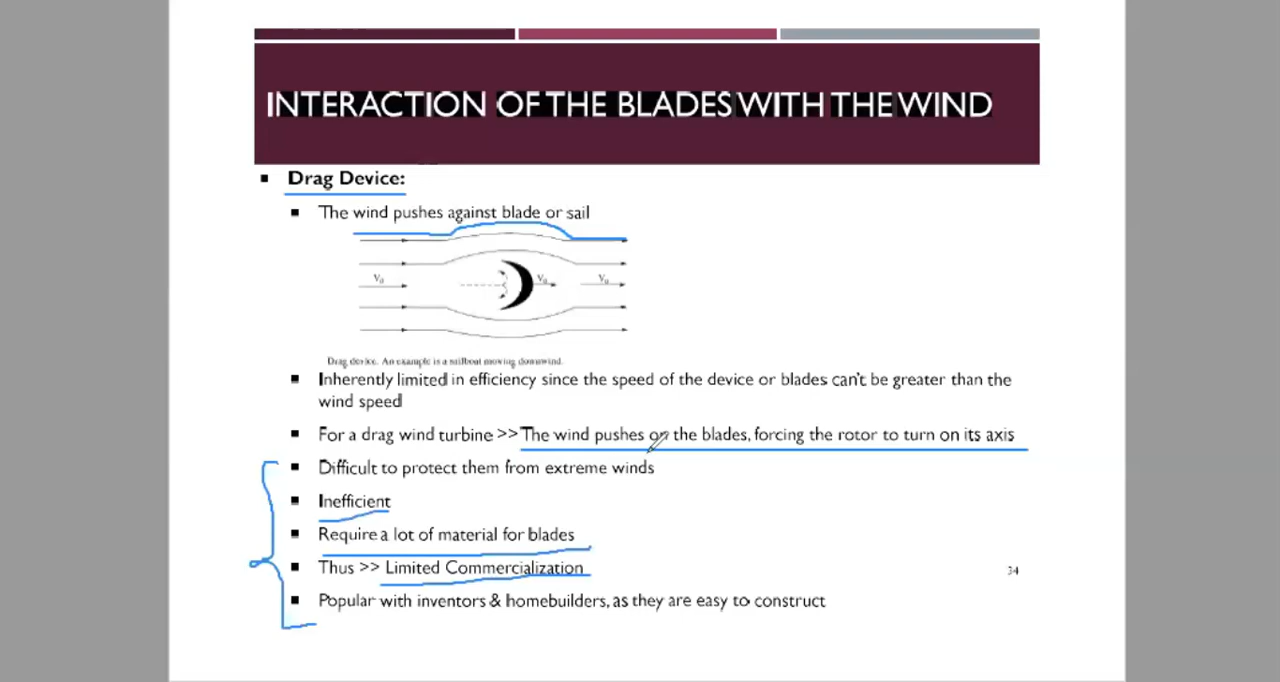 INTERACTION OF THE BLADES WITH THE WIND
Drag Device:
The wind pushes against blade or sail
V₀ V₀ V₀
Drag device. An example is a sailboat moving downwind.
Inherently limited in efficiency since the speed of the device or blades can't be greater than the
wind speed
For a drag wind turbine >> The wind pushes on the blades, forcing the rotor to turn on its axis
Difficult to protect them from extreme winds
Inefficient
Require a lot of material for blades
Thus >> Limited Commercialization
34
Popular with inventors & homebuilders, as they are easy to construct